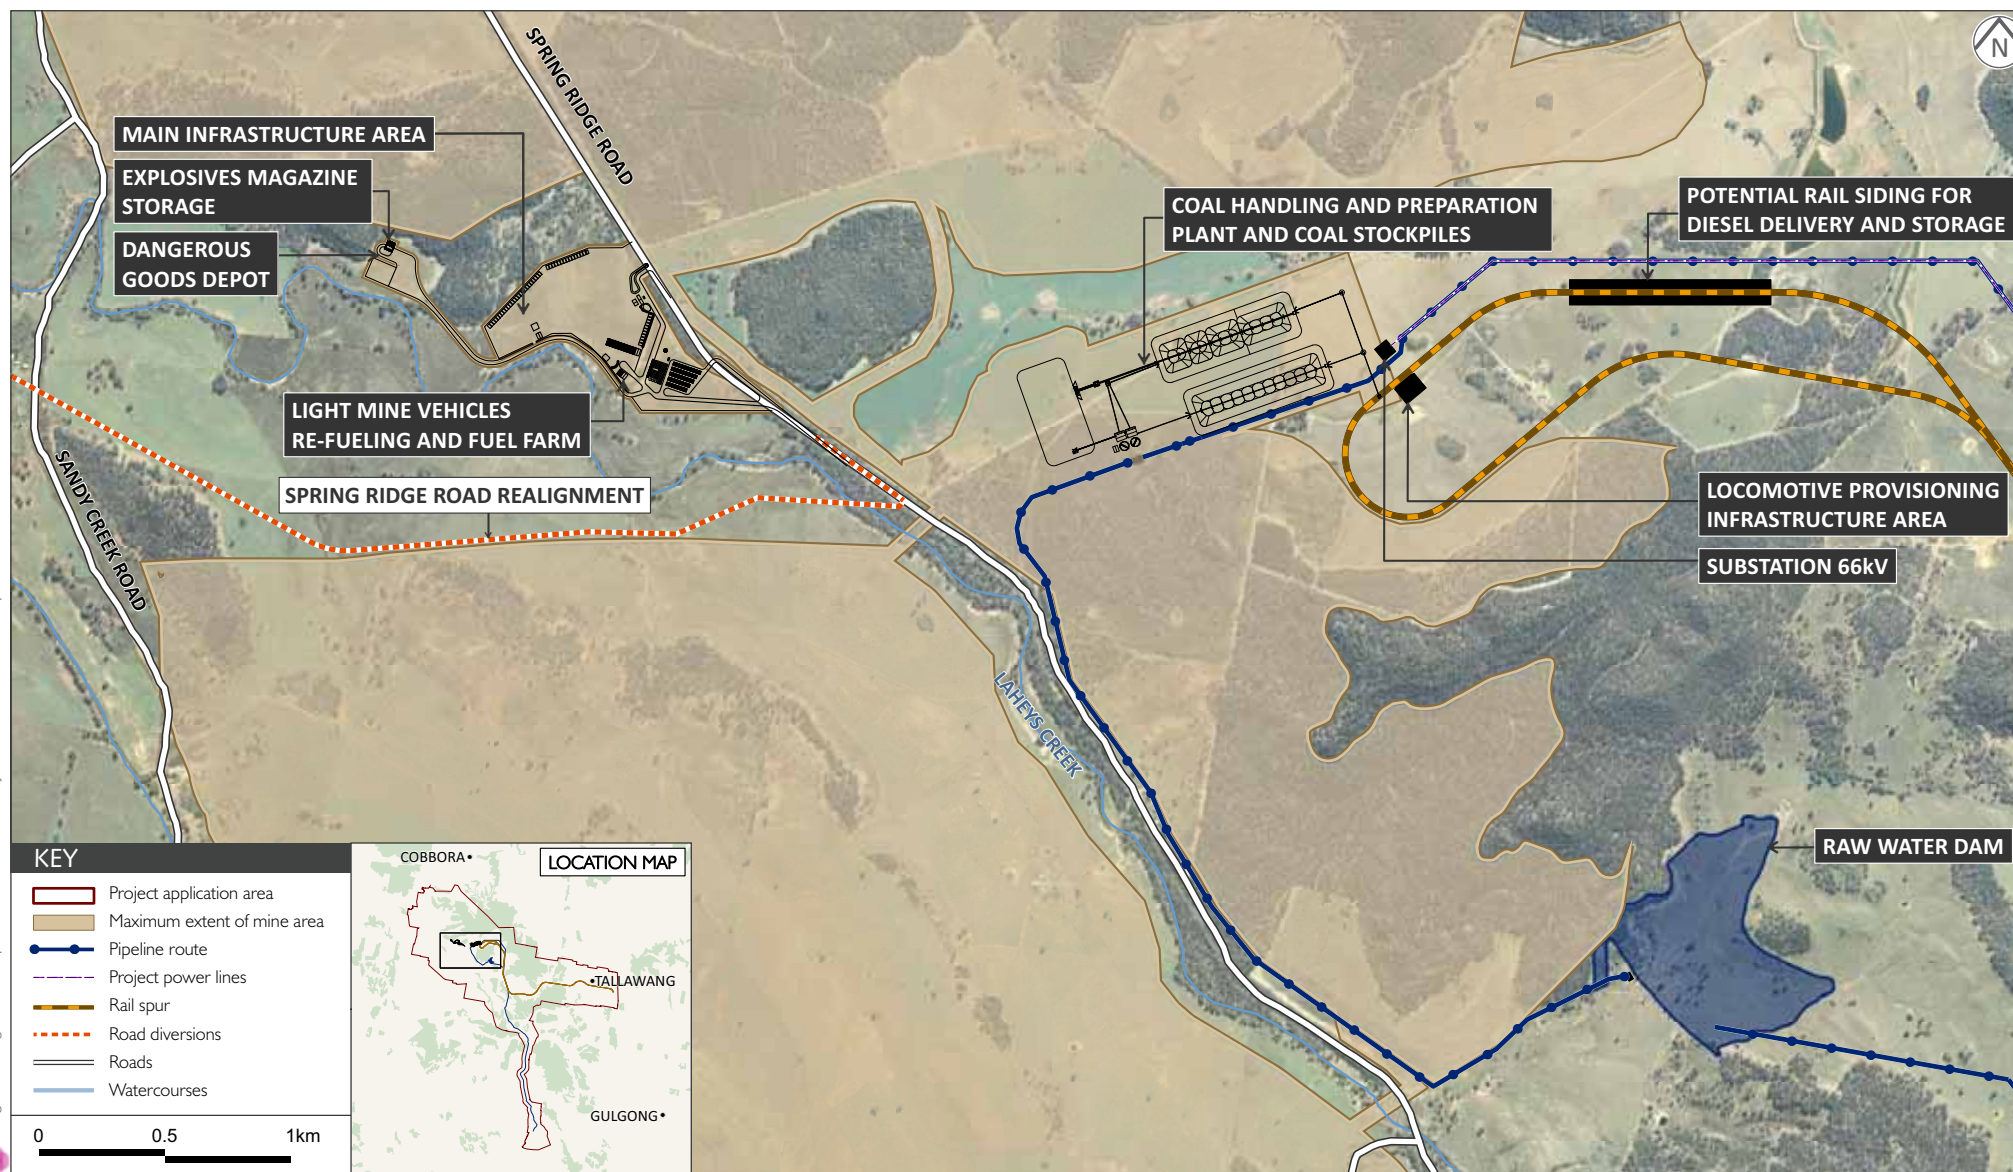 N
SPRING RIDGE ROAD
MAIN INFRASTRUCTURE AREA
EXPLOSIVES MAGAZINE
STORAGE
DANGEROUS
GOODS DEPOT
COAL HANDLING AND PREPARATION
PLANT AND COAL STOCKPILES
POTENTIAL RAIL SIDING FOR
DIESEL DELIVERY AND STORAGE
LIGHT MINE VEHICLES
RE-FUELING AND FUEL FARM
SPRING RIDGE ROAD REALIGNMENT
SANDY CREEK ROAD
LOCOMOTIVE PROVISIONING
INFRASTRUCTURE AREA
SUBSTATION 66kV
LAHEYS CREEK
RAW WATER DAM
KEY
Project application area
Maximum extent of mine area
Pipeline route
Project power lines
Rail spur
Road diversions
Roads
Watercourses
0 0.5 1km
LOCATION MAP
COBBORA
TALLAWANG
GULGONG